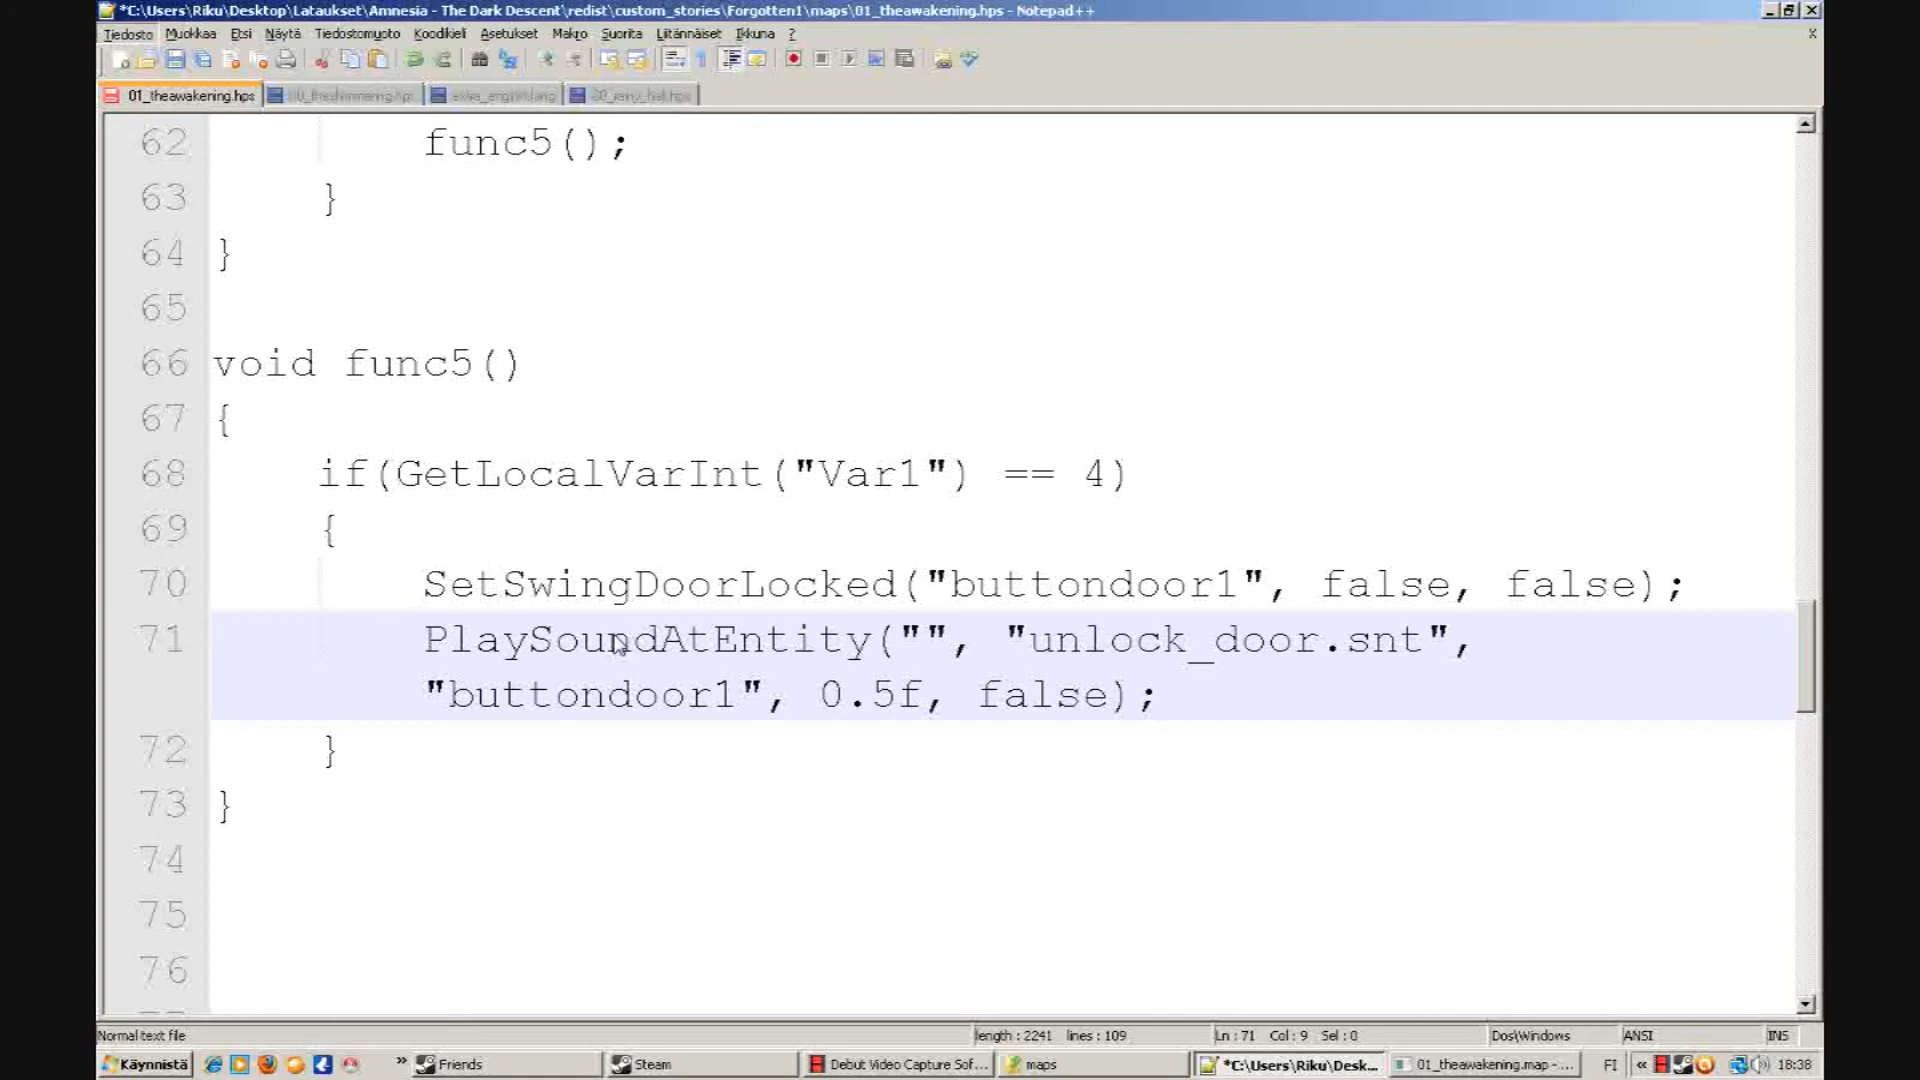 *C:\Users\Riku\Desktop\Lataukset\Amnesia - The Dark Descent\redist\custom_stories\Forgotten1\maps\01_theawakening.hps - Notepad++
Tiedosto Muokkaa Etsi Näytä Tiedostomuoto Koodikieli Asetukset Makro Suorita Liitännäiset Ikkuna ? X
01_theawakening.hps extra_english.lang
62 func5();
63 }
64 }
65
66 void func5()
67 {
68 if(GetLocalVarInt("Var1") == 4)
69 {
70 SetSwingDoorLocked("buttondoor1", false, false);
71 PlaySoundAtEntity("", "unlock_door.snt",
"buttondoor1", 0.5f, false);
72 }
73 }
74
75
76
Normal text file length : 2241 lines : 109 Ln : 71 Col : 9 Sel : 0 Dos\Windows ANSI INS
Käynnistä » Friends Steam Debut Video Capture Sof... maps *C:\Users\Riku\Desk... 01_theawakening.map -... FI « 18:38